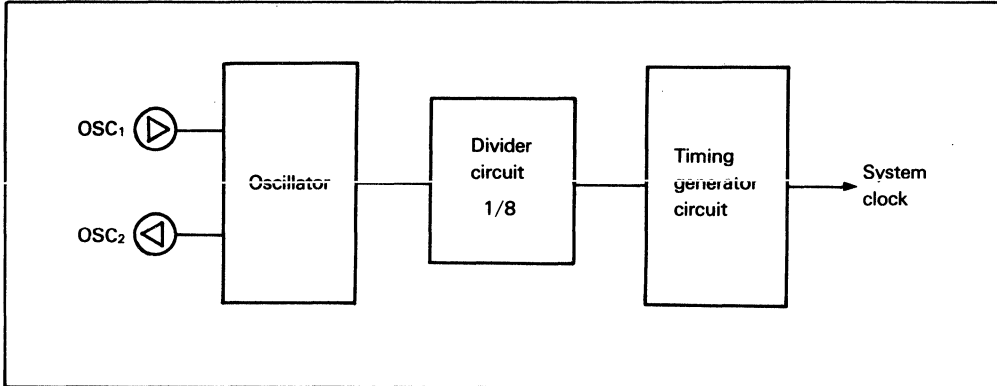 OSC₁
OSC₂
Oscillator
Divider
circuit
1/8
Timing
generator
circuit
System
clock